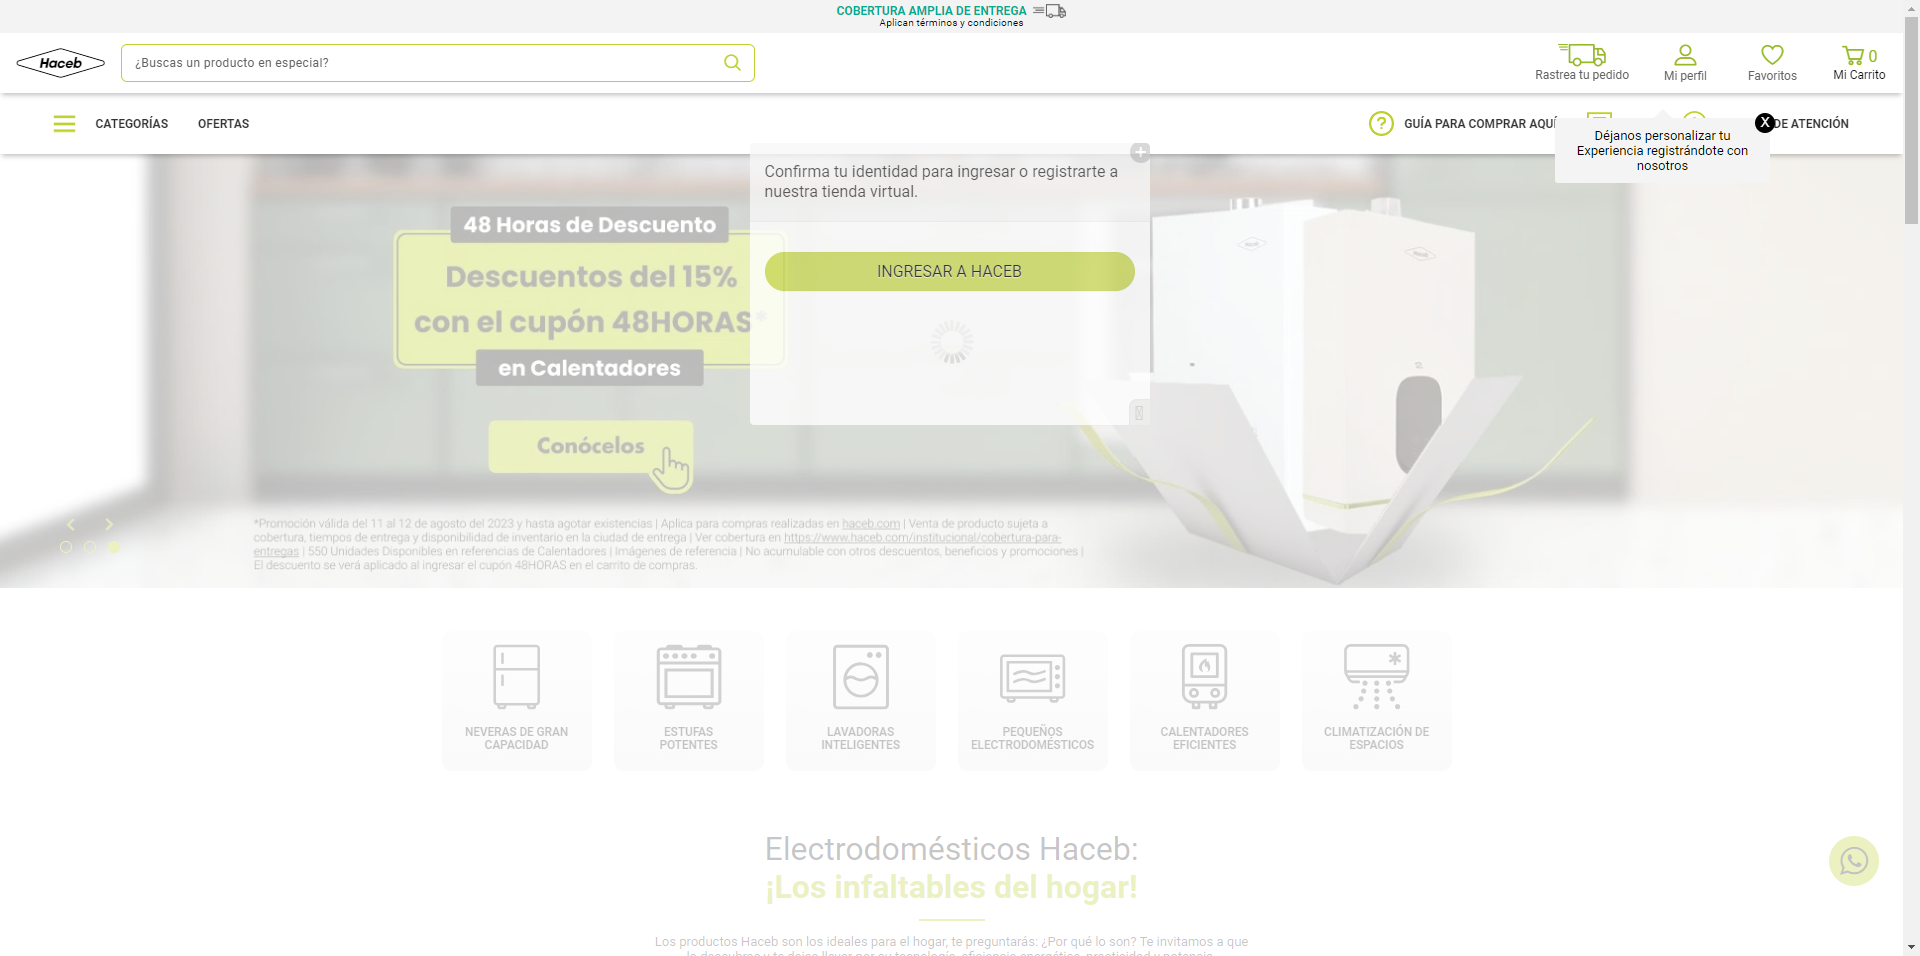 COBERTURA AMPLIA DE ENTREGA
Aplican términos y condiciones
Haceb
¿Buscas un producto en especial?
Rastrea tu pedido
Mi perfil
Favoritos
0
Mi Carrito
CATEGORÍAS
OFERTAS
GUÍA PARA COMPRAR AQUÍ
DE ATENCIÓN
X
Déjanos personalizar tu
Experiencia registrándote con
nosotros
Confirma tu identidad para ingresar o registrarte a
nuestra tienda virtual.
INGRESAR A HACEB
48 Horas de Descuento
Descuentos del 15%
con el cupón 48HORAS*
en Calentadores
Conócelos
*Promoción válida del 11 al 12 de agosto del 2023 y hasta agotar existencias | Aplica para compras realizadas en haceb.com | Venta de producto sujeta a
cobertura, tiempos de entrega y disponibilidad de inventario en la ciudad de entrega | Ver cobertura en https://www.haceb.com/institucional/cobertura-para-
entregas | 550 Unidades Disponibles en referencias de Calentadores | Imágenes de referencia | No acumulable con otros descuentos, beneficios y promociones |
El descuento se verá aplicado al ingresar el cupón 48HORAS en el carrito de compras.
NEVERAS DE GRAN
CAPACIDAD
ESTUFAS
POTENTES
LAVADORAS
INTELIGENTES
PEQUEÑOS
ELECTRODOMÉSTICOS
CALENTADORES
EFICIENTES
CLIMATIZACIÓN DE
ESPACIOS
Electrodomésticos Haceb:
¡Los infaltables del hogar!
Los productos Haceb son los ideales para el hogar, te preguntarás: ¿Por qué lo son? Te invitamos a que